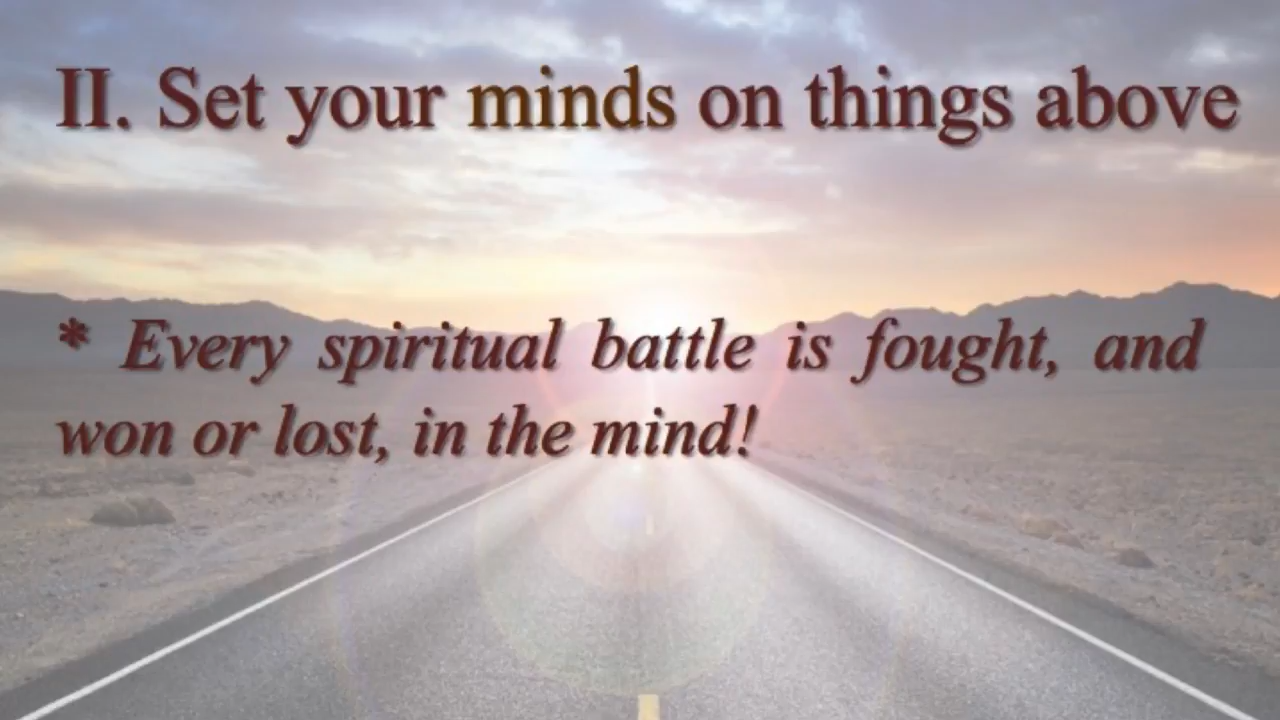 II. Set your minds on things above
* Every spiritual battle is fought, and
won or lost, in the mind!